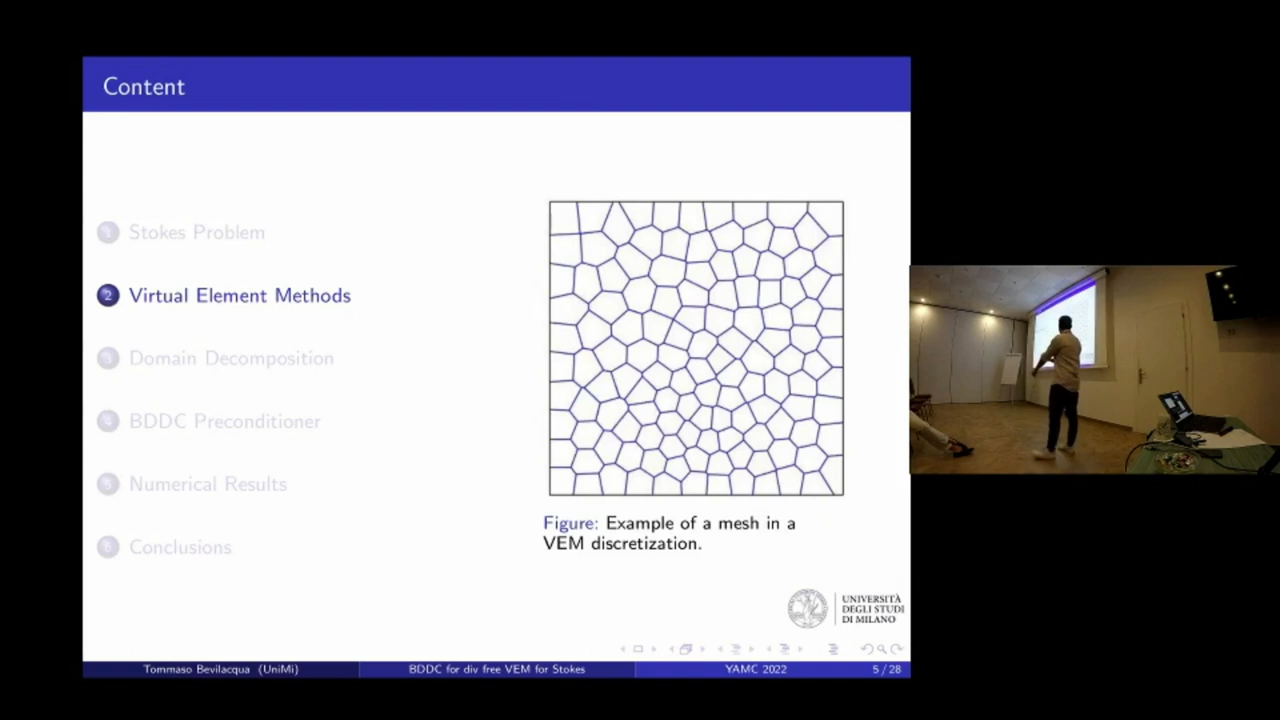 Content
1 Stokes Problem
2 Virtual Element Methods
3 Domain Decomposition
4 BDDC Preconditioner
5 Numerical Results
6 Conclusions
Figure: Example of a mesh in a
VEM discretization.
UNIVERSITÀ
DEGLI STUDI
DI MILANO
Tommaso Bevilacqua (UniMi) BDDC for div free VEM for Stokes YAMC 2022 5 / 28